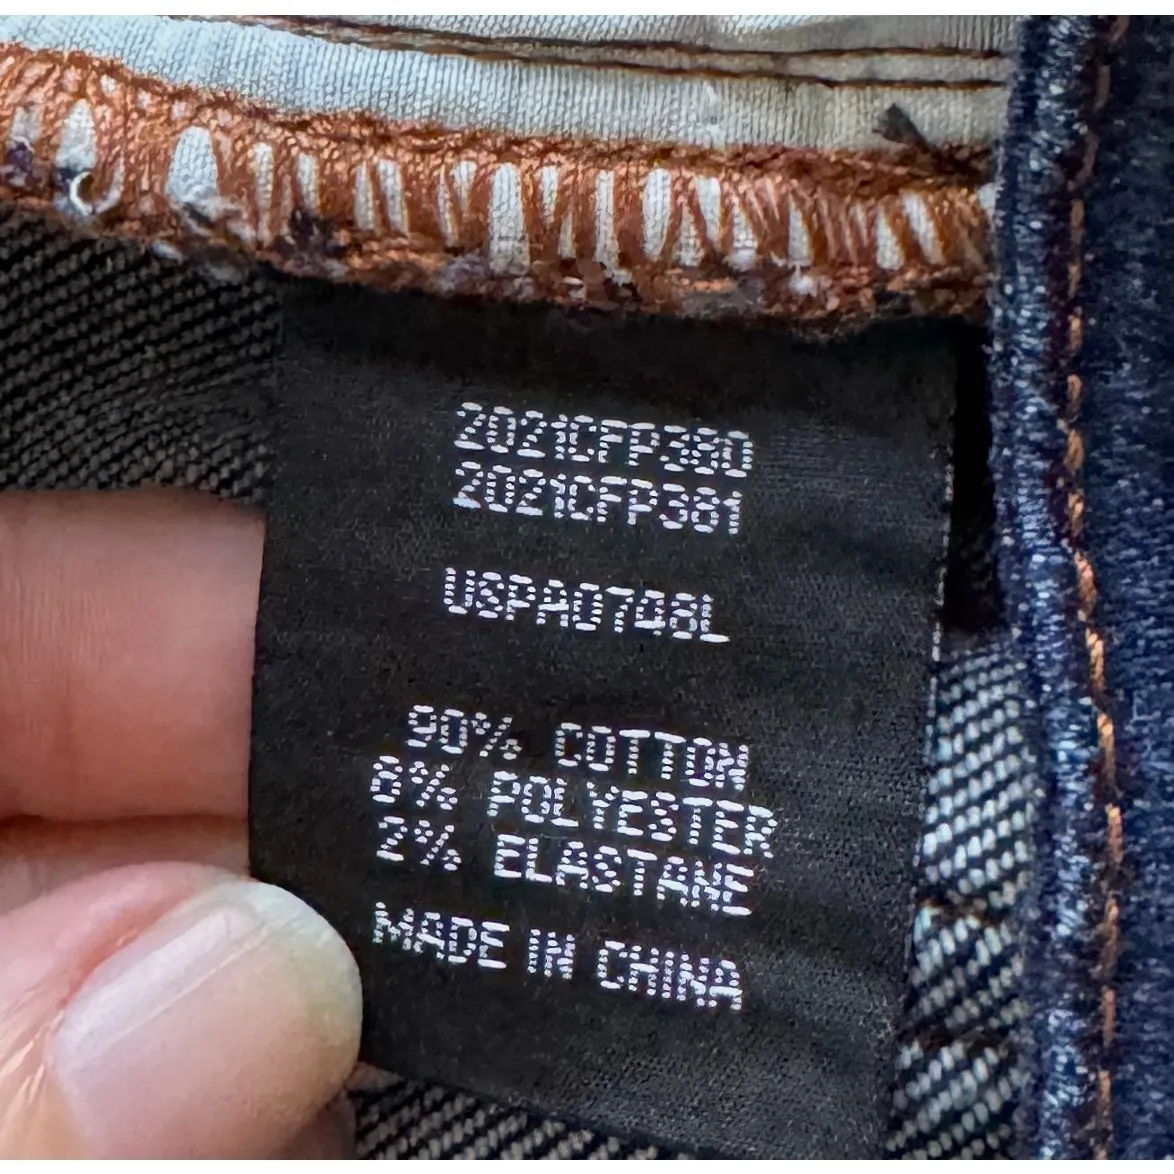 2021CFP380
2021CFP381
USPA0748L
90% COTTON
8% POLYESTER
2% ELASTANE
MADE IN CHINA